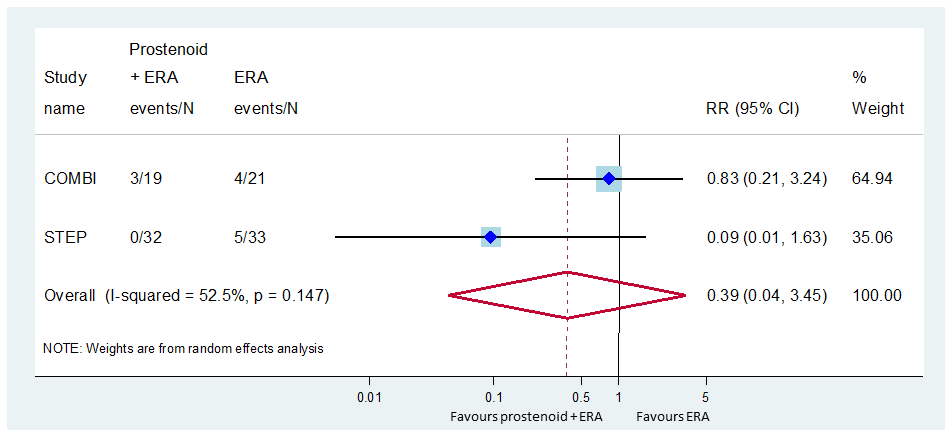 Prostenoid
Study + ERA ERA %
name events/N events/N RR (95% CI) Weight
COMBI 3/19 4/21 0.83 (0.21, 3.24) 64.94
STEP 0/32 5/33 0.09 (0.01, 1.63) 35.06
Overall (I-squared = 52.5%, p = 0.147) 0.39 (0.04, 3.45) 100.00
NOTE: Weights are from random effects analysis
0.01 0.1 0.5 1 5
Favours prostenoid + ERA Favours ERA